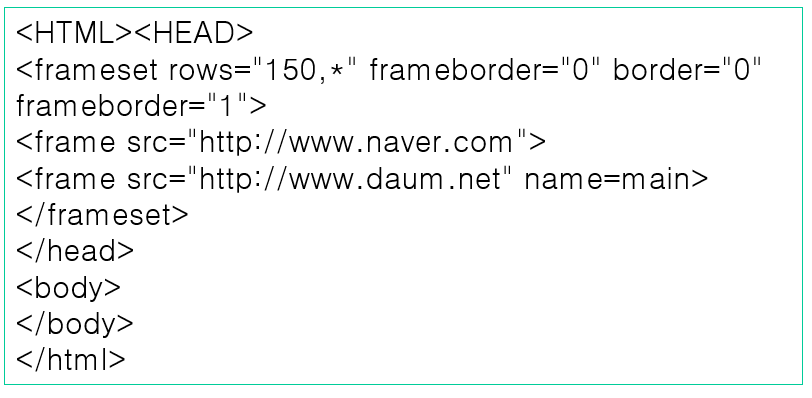 <HTML><HEAD>
<frameset rows="150,*" frameborder="0" border="0"
frameborder="1">
<frame src="http://www.naver.com">
<frame src="http://www.daum.net" name=main>
</frameset>
</head>
<body>
</body>
</html>